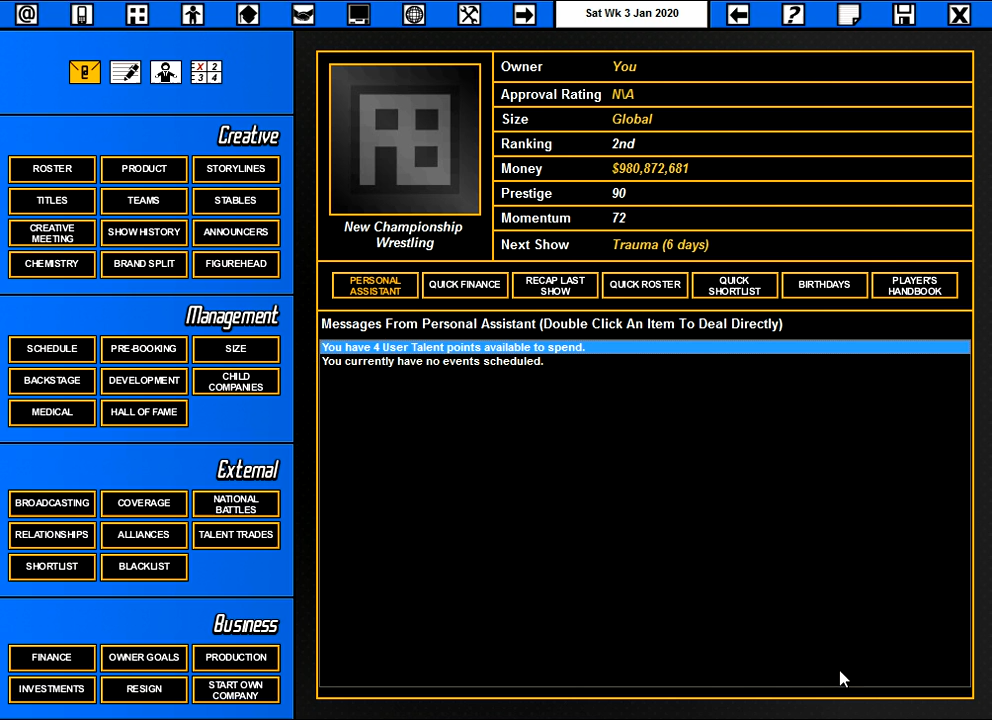 Sat Wk 3 Jan 2020
X 2
3 4
Creative
ROSTER
PRODUCT
STORYLINES
TITLES
TEAMS
STABLES
CREATIVE
MEETING
SHOW HISTORY
ANNOUNCERS
CHEMISTRY
BRAND SPLIT
FIGUREHEAD
Management
SCHEDULE
PRE-BOOKING
SIZE
BACKSTAGE
DEVELOPMENT
CHILD
COMPANIES
MEDICAL
HALL OF FAME
External
BROADCASTING
COVERAGE
NATIONAL
BATTLES
RELATIONSHIPS
ALLIANCES
TALENT TRADES
SHORTLIST
BLACKLIST
Business
FINANCE
OWNER GOALS
PRODUCTION
INVESTMENTS
RESIGN
START OWN
COMPANY
New Championship
Wrestling
Owner You
Approval Rating N\A
Size Global
Ranking 2nd
Money $980,872,681
Prestige 90
Momentum 72
Next Show Trauma (6 days)
PERSONAL
ASSISTANT
QUICK FINANCE
RECAP LAST
SHOW
QUICK ROSTER
QUICK
SHORTLIST
BIRTHDAYS
PLAYER'S
HANDBOOK
Messages From Personal Assistant (Double Click An Item To Deal Directly)
You have 4 User Talent points available to spend.
You currently have no events scheduled.